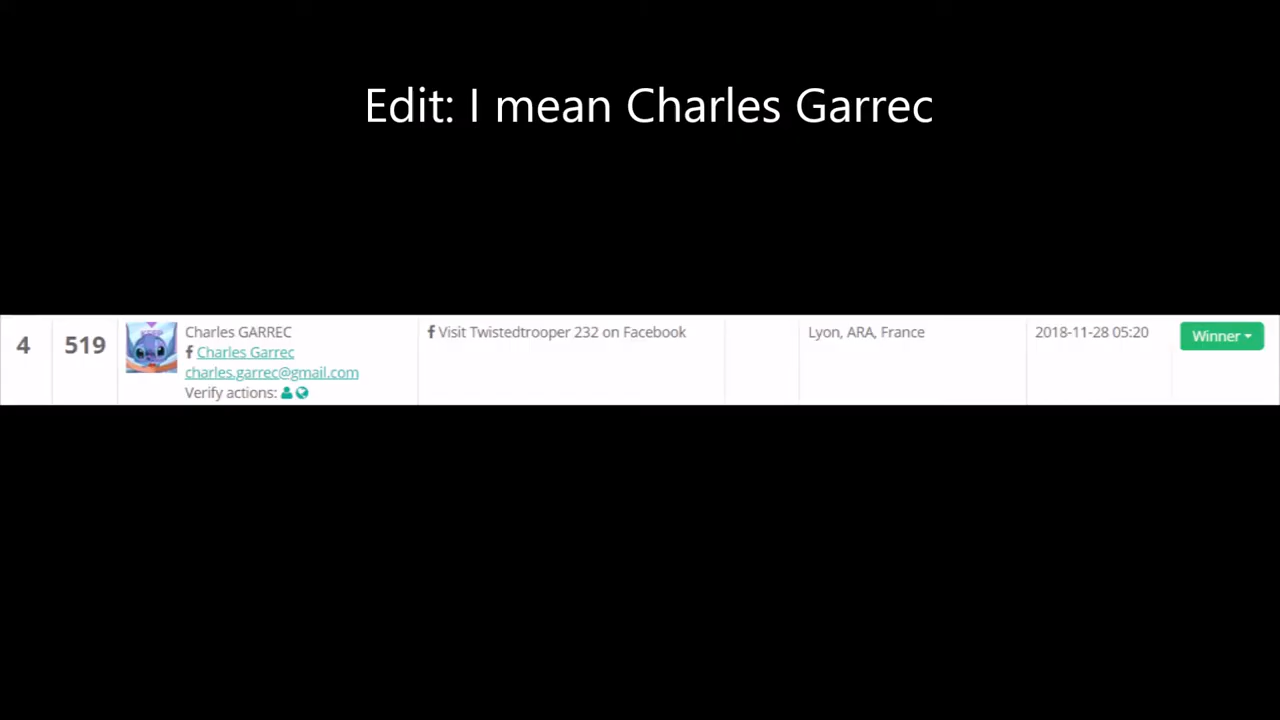 Edit: I mean Charles Garrec
4
519
Charles GARREC
Charles Garrec
charles.garrec@gmail.com
Verify actions:
Visit Twistedtrooper 232 on Facebook
Lyon, ARA, France
2018-11-28 05:20
Winner